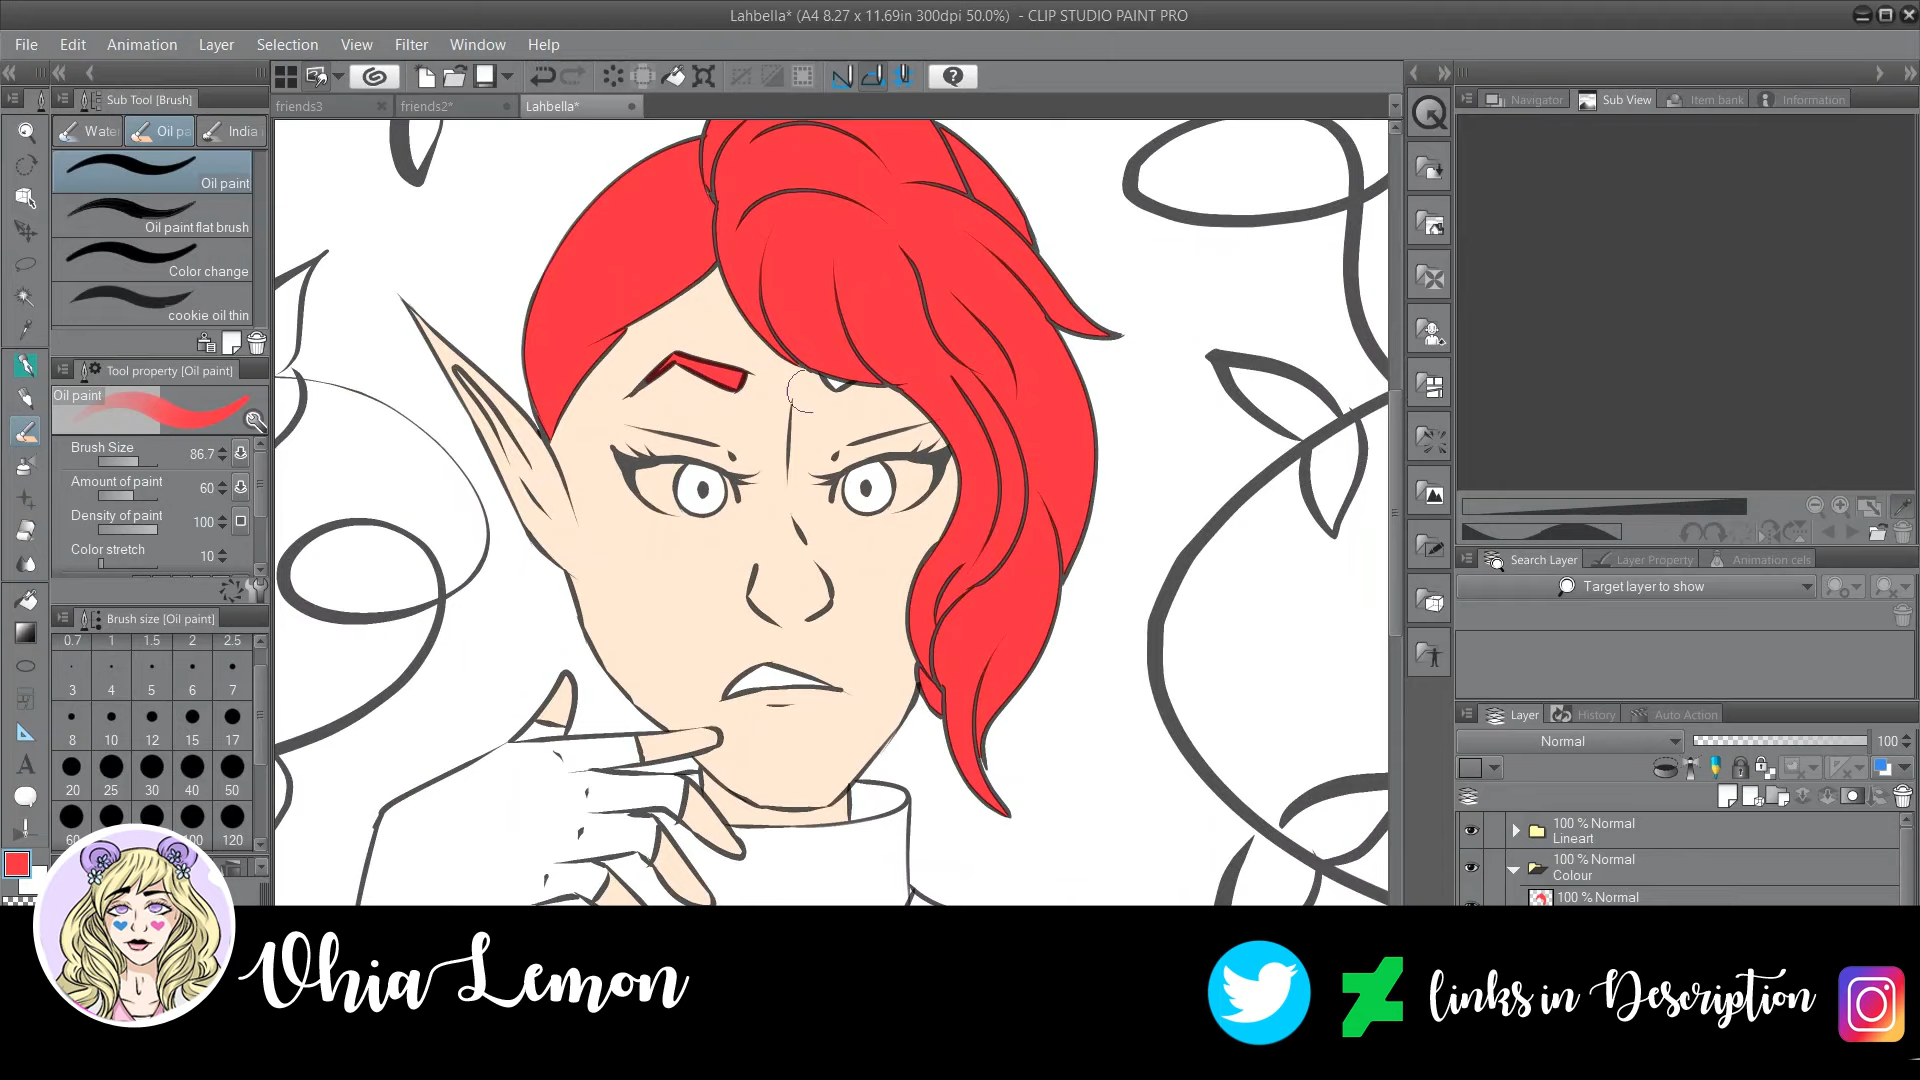 Lahbella* (A4 8.27 x 11.69in 300dpi 50.0%) - CLIP STUDIO PAINT PRO
File Edit Animation Layer Selection View Filter Window Help
Sub Tool [Brush]
friends3 friends2* Lahbella*
Navigator Sub View Item bank Information
Wate Oil pa India
Oil paint
Oil paint flat brush
Color change
cookie oil thin
Tool property [Oil paint]
Oil paint
Brush Size 86.7
Amount of paint 60
Density of paint 100
Color stretch 10
Brush size [Oil paint]
0.7 1 1.5 2 2.5
3 4 5 6 7
8 10 12 15 17
20 25 30 40 50
60 100 120
Search Layer Layer Property Animation cels
Target layer to show
Layer History Auto Action
Normal 100
100 % Normal
Lineart
100 % Normal
Colour
100 % Normal
Vhia Lemon
links in Description